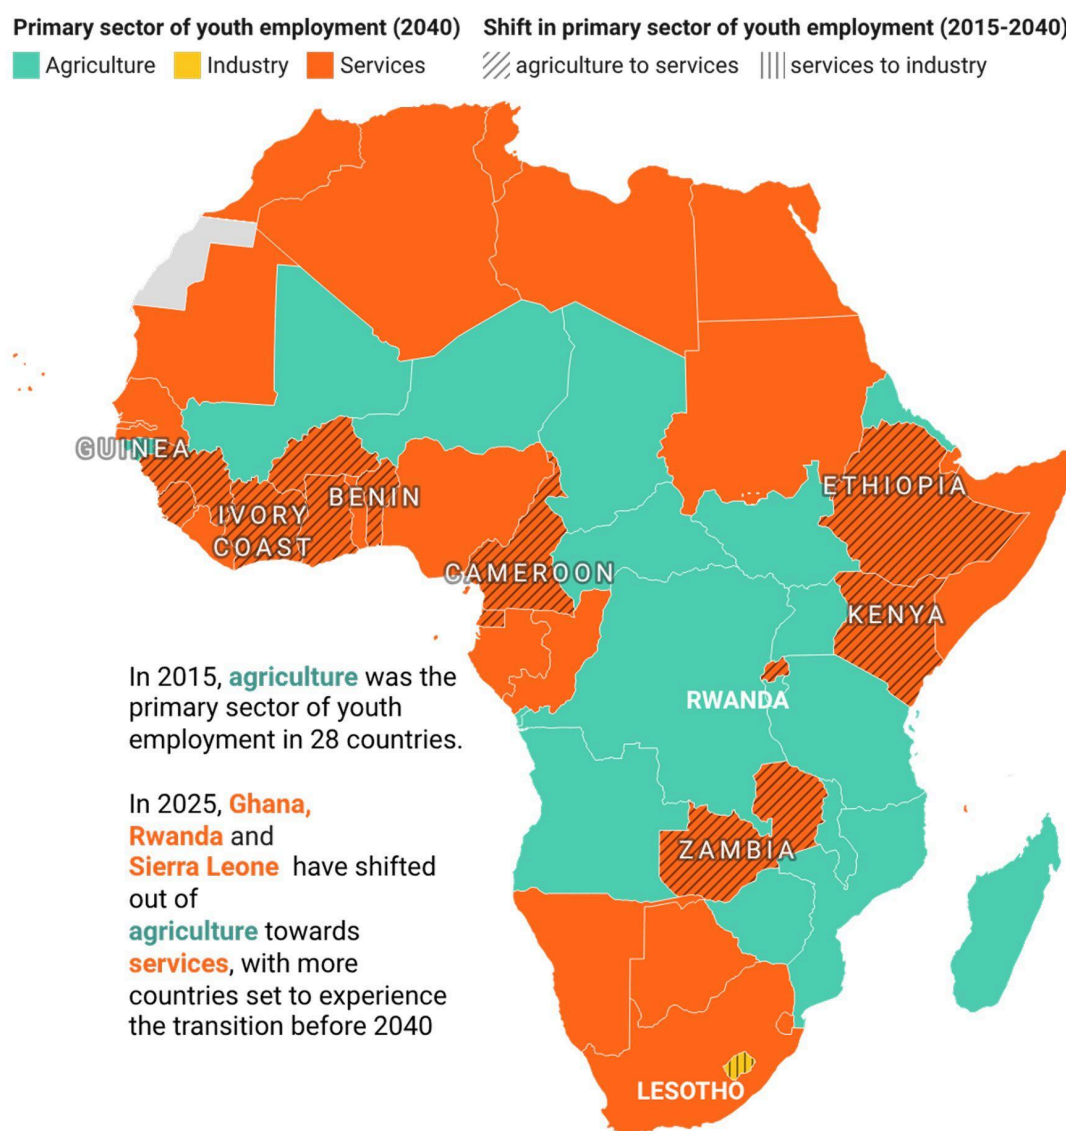 Primary sector of youth employment (2040)
Shift in primary sector of youth employment (2015-2040)
Agriculture
Industry
Services
agriculture to services
services to industry
GUINEA
IVORY
COAST
BENIN
CAMEROON
ETHIOPIA
KENYA
RWANDA
ZAMBIA
LESOTHO
In 2015, agriculture was the
primary sector of youth
employment in 28 countries.
In 2025, Ghana,
Rwanda and
Sierra Leone have shifted
out of
agriculture towards
services, with more
countries set to experience
the transition before 2040